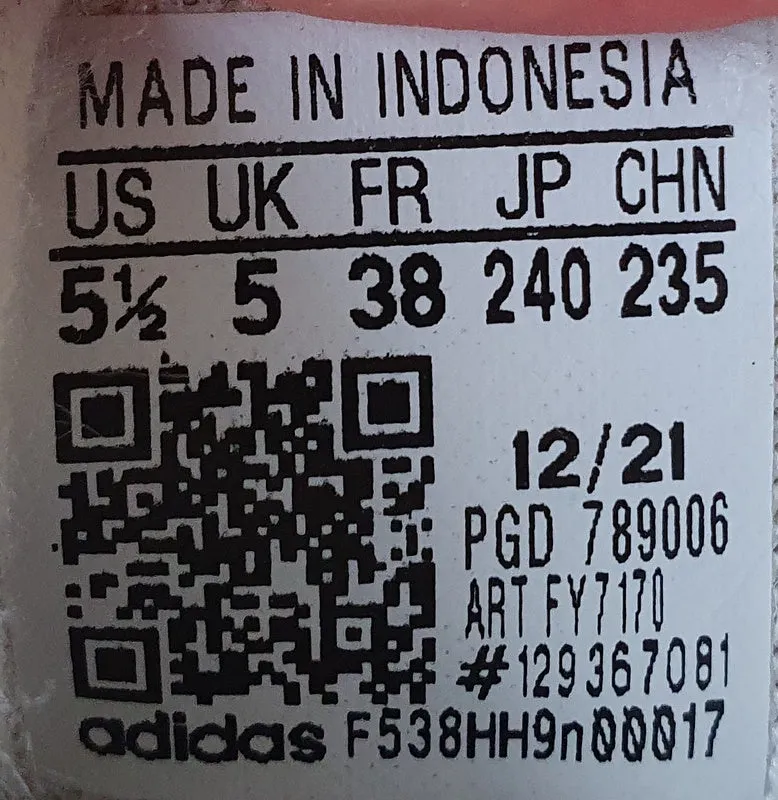 MADE IN INDONESIA
US UK FR JP CHN
5½ 5 38 240 235
12/21
PGD 789006
ART FY7170
#129367081
adidas F538HH9n00017